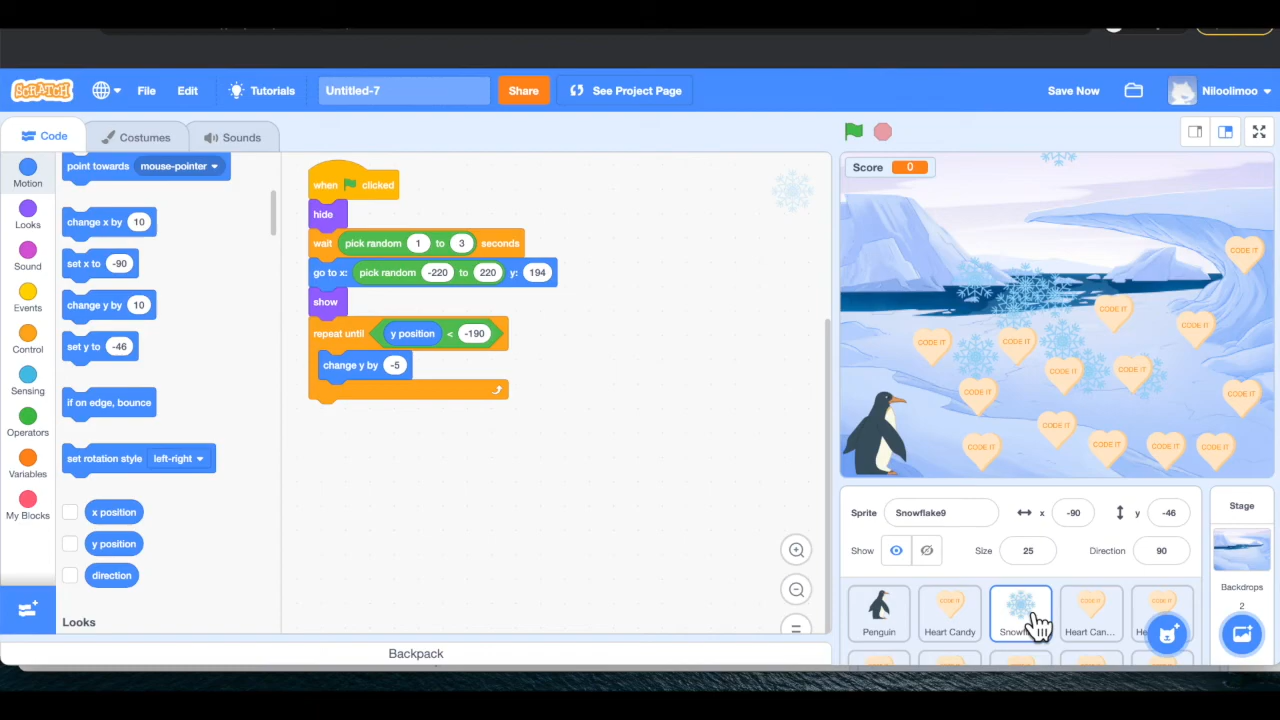 SCRATCH
File
Edit
Tutorials
Untitled-7
Share
See Project Page
Save Now
Niloolimoo
Code
Costumes
Sounds
Motion
Looks
Sound
Events
Control
Sensing
Operators
Variables
My Blocks
point towards mouse-pointer
change x by 10
set x to -90
change y by 10
set y to -46
if on edge, bounce
set rotation style left-right
x position
y position
direction
Looks
when clicked
hide
wait pick random 1 to 3 seconds
go to x: pick random -220 to 220 y: 194
show
repeat until y position < -190
change y by -5
Score 0
CODE IT
CODE IT
CODE IT
CODE IT
CODE IT
CODE IT
CODE IT
CODE IT
CODE IT
CODE IT
CODE IT
CODE IT
CODE IT
CODE IT
Sprite Snowflake9 x -90 y -46
Show Size 25 Direction 90
Stage
Backdrops
2
CODE IT
CODE IT
CODE IT
Penguin
Heart Candy
Heart Can...
Backpack